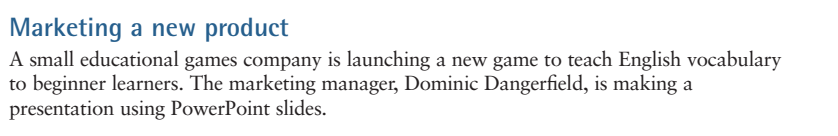 Marketing a new product
A small educational games company is launching a new game to teach English vocabulary
to beginner learners. The marketing manager, Dominic Dangerfield, is making a
presentation using PowerPoint slides.